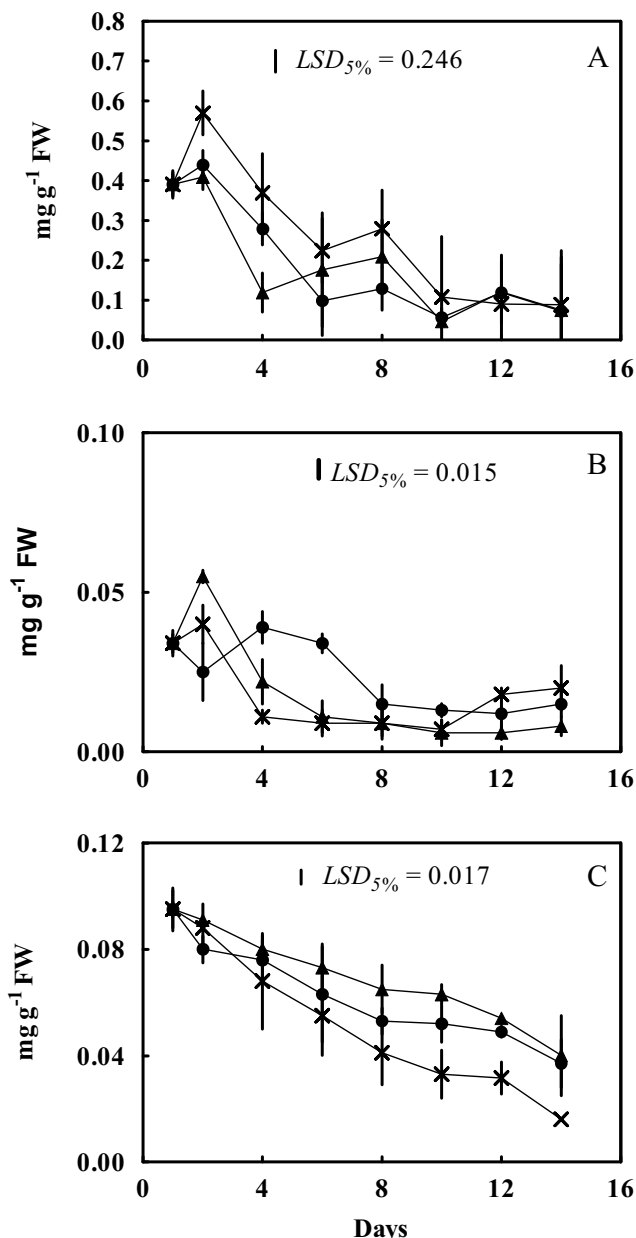 A
LSD5% = 0.246
mg g-1 FW
0.8
0.7
0.6
0.5
0.4
0.3
0.2
0.1
0.0
0 4 8 12 16
B
LSD5% = 0.015
mg g-1 FW
0.10
0.05
0.00
0 4 8 12 16
C
LSD5% = 0.017
mg g-1 FW
0.12
0.08
0.04
0.00
0 4 8 12 16
Days